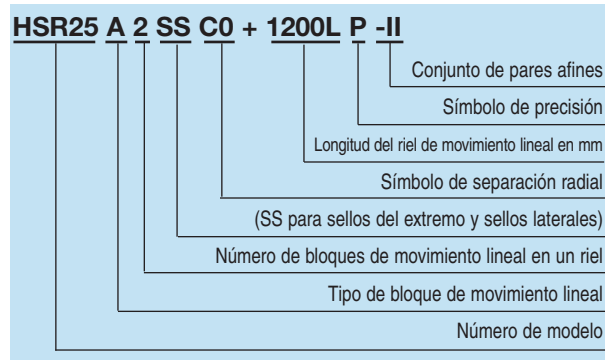 HSR25 A 2 SS C0 + 1200L P -II
Conjunto de pares afines
Símbolo de precisión
Longitud del riel de movimiento lineal en mm
Símbolo de separación radial
(SS para sellos del extremo y sellos laterales)
Número de bloques de movimiento lineal en un riel
Tipo de bloque de movimiento lineal
Número de modelo